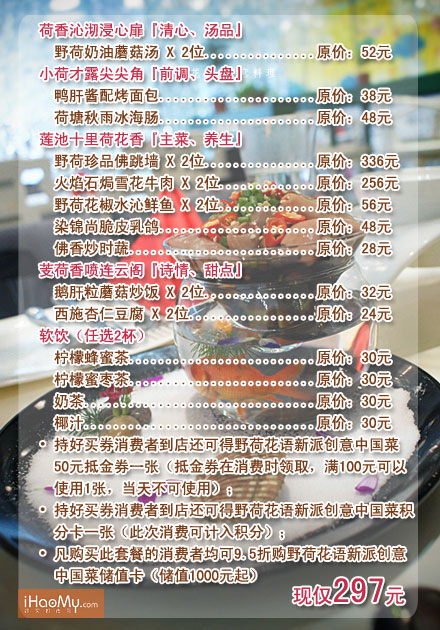 荷香沁沏浸心扉『清心、汤品』
野荷奶油蘑菇汤 X 2位................原价：52元
小荷才露尖尖角『前调、头盘』
鸭肝酱配烤面包......................原价：38元
荷塘秋雨冰海肠......................原价：48元
莲池十里荷花香『主菜、养生』
野荷珍品佛跳墙 X 2位...............原价：336元
火焰石焗雪花牛肉 X 2位............原价：256元
野荷花椒水沁鲜鱼 X 2位............原价：56元
染锦尚脆皮乳鸽......................原价：48元
佛香炒时蔬...........................原价：28元
芰荷香喷连云阁『诗情、甜点』
鹅肝粒蘑菇炒饭 X 2位...............原价：32元
西施杏仁豆腐 X 2位..................原价：24元
软饮（任选2杯）
柠檬蜂蜜茶...........................原价：30元
柠檬蜜枣茶...........................原价：30元
奶茶..................................原价：30元
椰汁..................................原价：30元
• 持好买券消费者到店还可得野荷花语新派创意中国菜
50元抵金券一张（抵金券在消费时领取，满100元可以
使用1张，当天不可使用）；
• 持好买券消费者到店还可得野荷花语新派创意中国菜积
分卡一张（此次消费可计入积分）；
• 凡购买此套餐的消费者均可9.5折购野荷花语新派创意
中国菜储值卡（储值1000元起）
现仅297元
iHaoMy.com